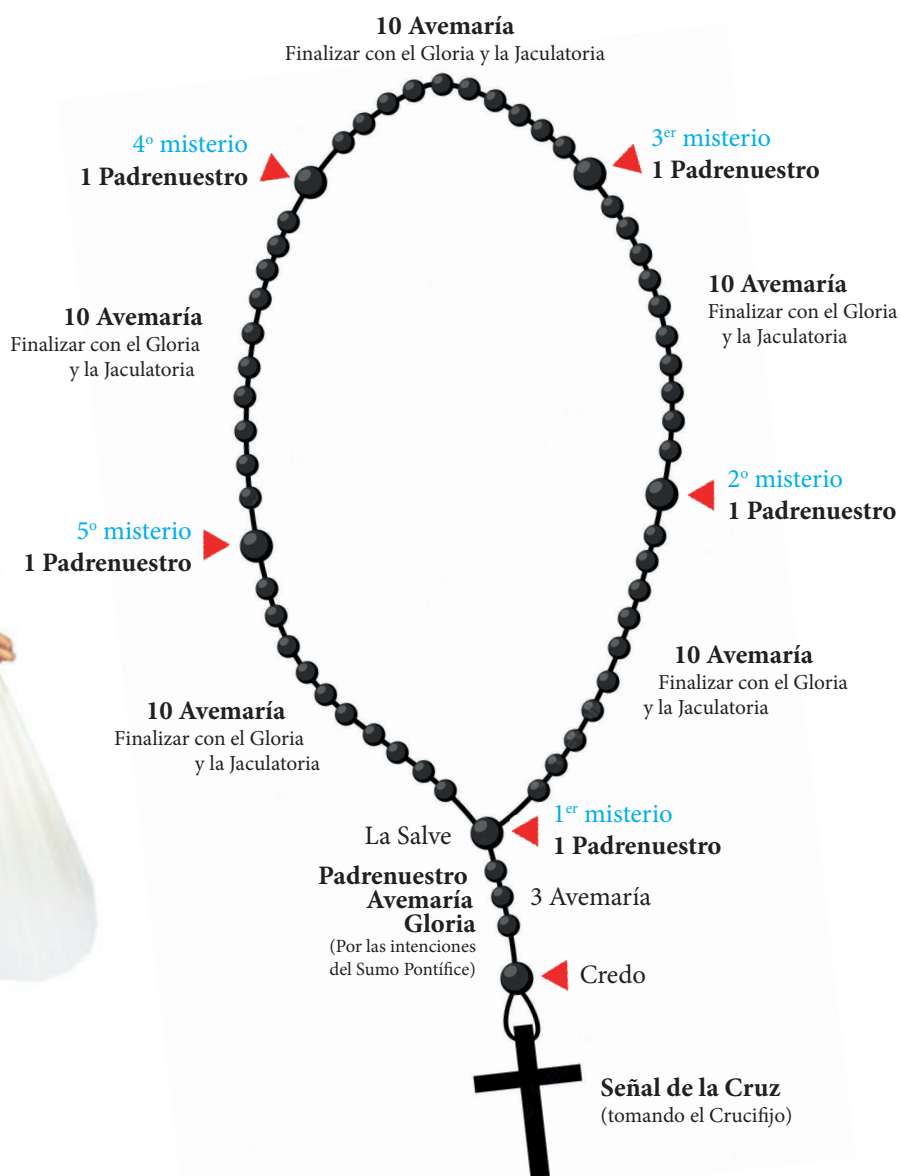 10 Avemaría
Finalizar con el Gloria y la Jaculatoria
4º misterio
1 Padrenuestro
3er misterio
1 Padrenuestro
10 Avemaría
Finalizar con el Gloria
y la Jaculatoria
10 Avemaría
Finalizar con el Gloria
y la Jaculatoria
2º misterio
1 Padrenuestro
5º misterio
1 Padrenuestro
10 Avemaría
Finalizar con el Gloria
y la Jaculatoria
10 Avemaría
Finalizar con el Gloria
y la Jaculatoria
1er misterio
1 Padrenuestro
La Salve
Padrenuestro
Avemaría
Gloria
(Por las intenciones
del Sumo Pontífice)
3 Avemaría
Credo
Señal de la Cruz
(tomando el Crucifijo)